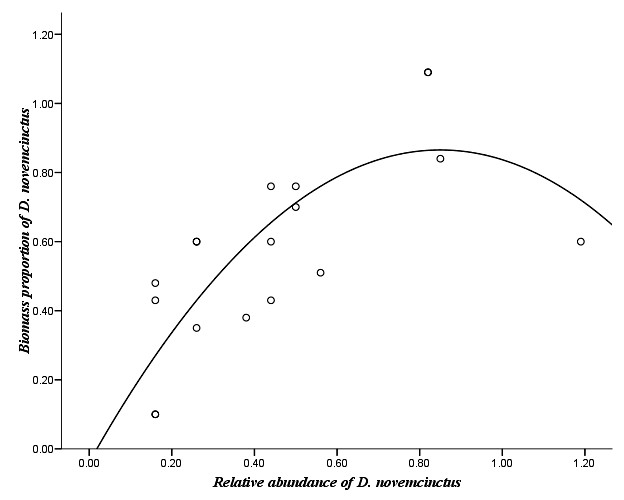 1.20
1.00
0.80
0.60
0.40
0.20
0.00
Biomass proportion of D. novemcinctus
0.00 0.20 0.40 0.60 0.80 1.00 1.20
Relative abundance of D. novemcinctus